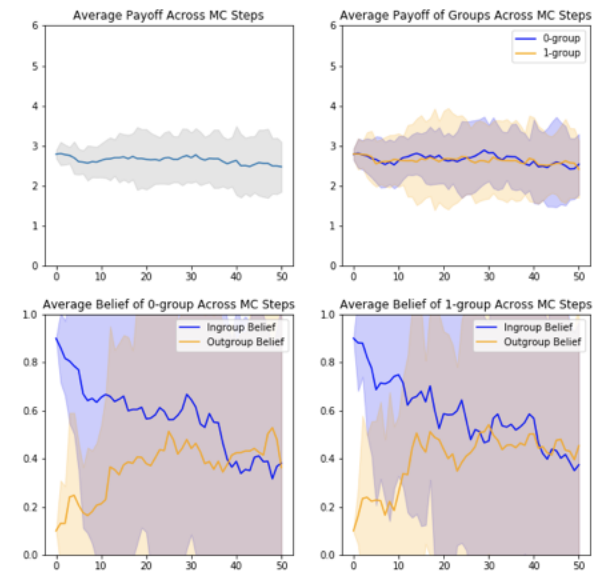 Average Payoff Across MC Steps
6
5
4
3
2
1
0
0 10 20 30 40 50
Average Payoff of Groups Across MC Steps
0-group
1-group
6
5
4
3
2
1
0
0 10 20 30 40 50
Average Belief of 0-group Across MC Steps
Ingroup Belief
Outgroup Belief
1.0
0.8
0.6
0.4
0.2
0.0
0 10 20 30 40 50
Average Belief of 1-group Across MC Steps
Ingroup Belief
Outgroup Belief
1.0
0.8
0.6
0.4
0.2
0.0
0 10 20 30 40 50